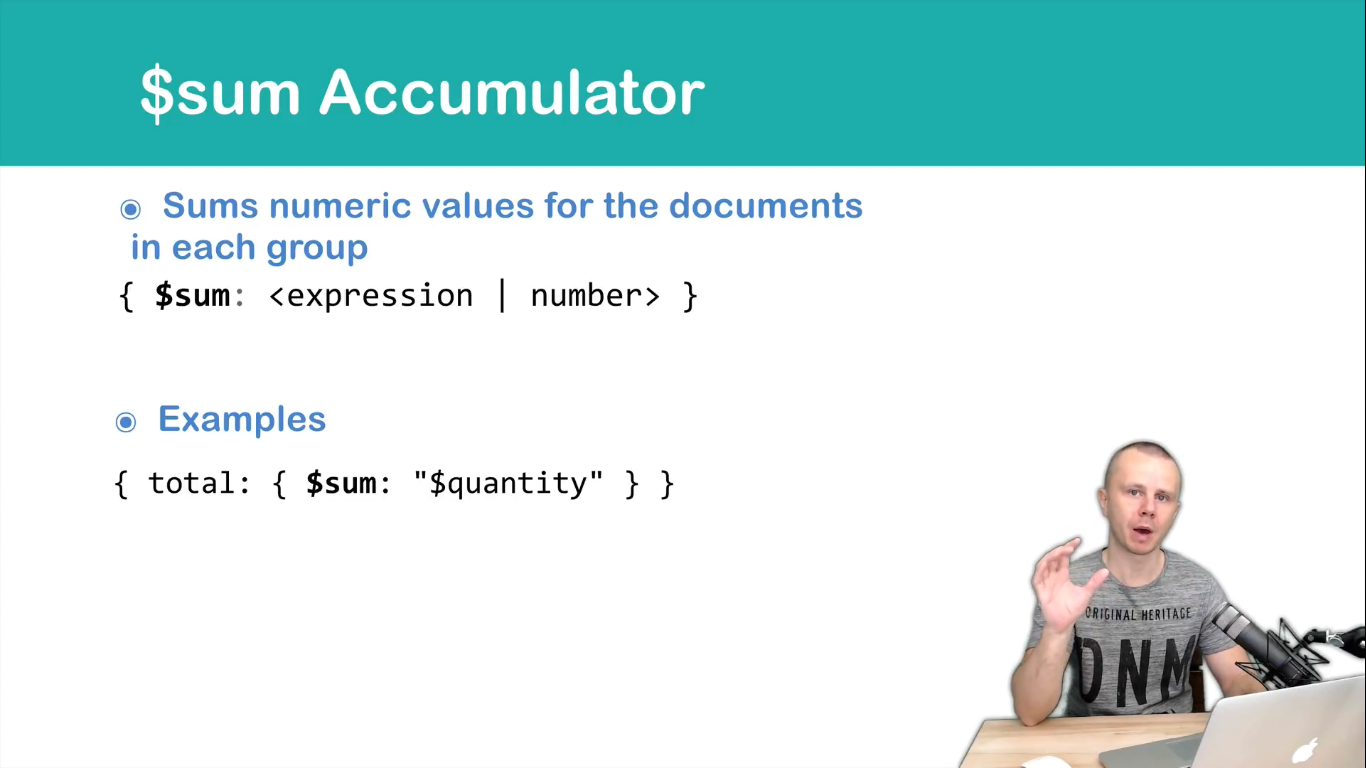 $sum Accumulator
◉ Sums numeric values for the documents
in each group
{ $sum: <expression | number> }
◉ Examples
{ total: { $sum: "$quantity" } }
ORIGINAL HERITAGE
DNM